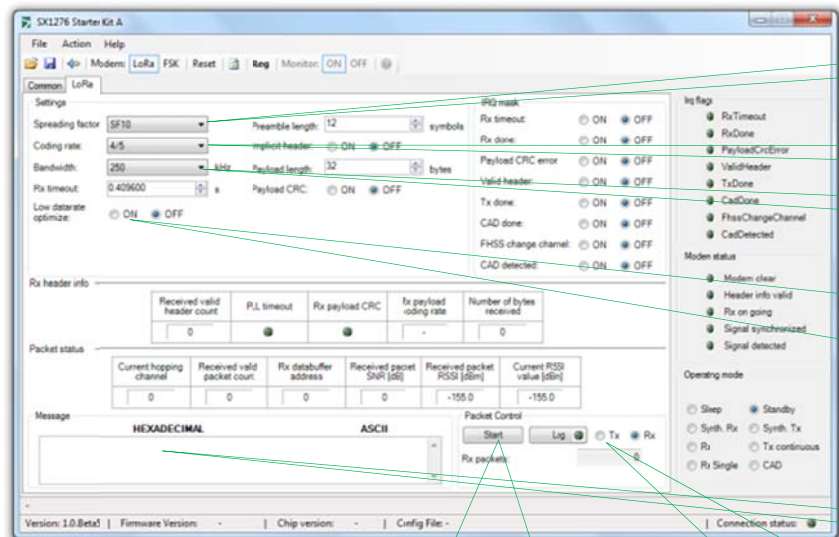 SX1276 Starter Kit A
File Action Help
Modem: LoRa FSK Reset Reg Monitor: ON OFF
Common LoRa
Settings
Spreading factor SF10
Coding rate: 4/5
Bandwidth: 250 kHz
Rx timeout: 0.409600 s
Low datarate optimize: ON OFF
Preamble length: 12 symbols
Implicit header: ON OFF
Payload length: 32 bytes
Payload CRC: ON OFF
IRQ mask
Rx timeout: ON OFF
Rx done: ON OFF
Payload CRC error ON OFF
Valid header: ON OFF
Tx done: ON OFF
CAD done: ON OFF
FHSS change channel: ON OFF
CAD detected: ON OFF
Irq flags
RxTimeout
RxDone
PayloadCrcError
ValidHeader
TxDone
CadDone
FhssChangeChannel
CadDetected
Modem status
Modem clear
Header info valid
Rx on going
Signal synchronized
Signal detected
Rx header info
Received valid header count
PLL timeout
Rx payload CRC
Rx payload coding rate
Number of bytes received
0 - 0
Packet status
Current hopping channel
Received valid packet count
Rx databuffer address
Received packet SNR [dB]
Received packet RSSI [dBm]
Current RSSI value [dBm]
0 0 0 0 -155.0 -155.0
Operating mode
Sleep Standby
Synth. Rx Synth. Tx
Rx Tx continuous
Rx Single CAD
Message
HEXADECIMAL ASCII
Packet Control
Start Log Tx Rx
Rx packets: 0
-
Version: 1.0.Beta5 | Firmware Version: - | Chip version: - | Config File: - | Connection status: